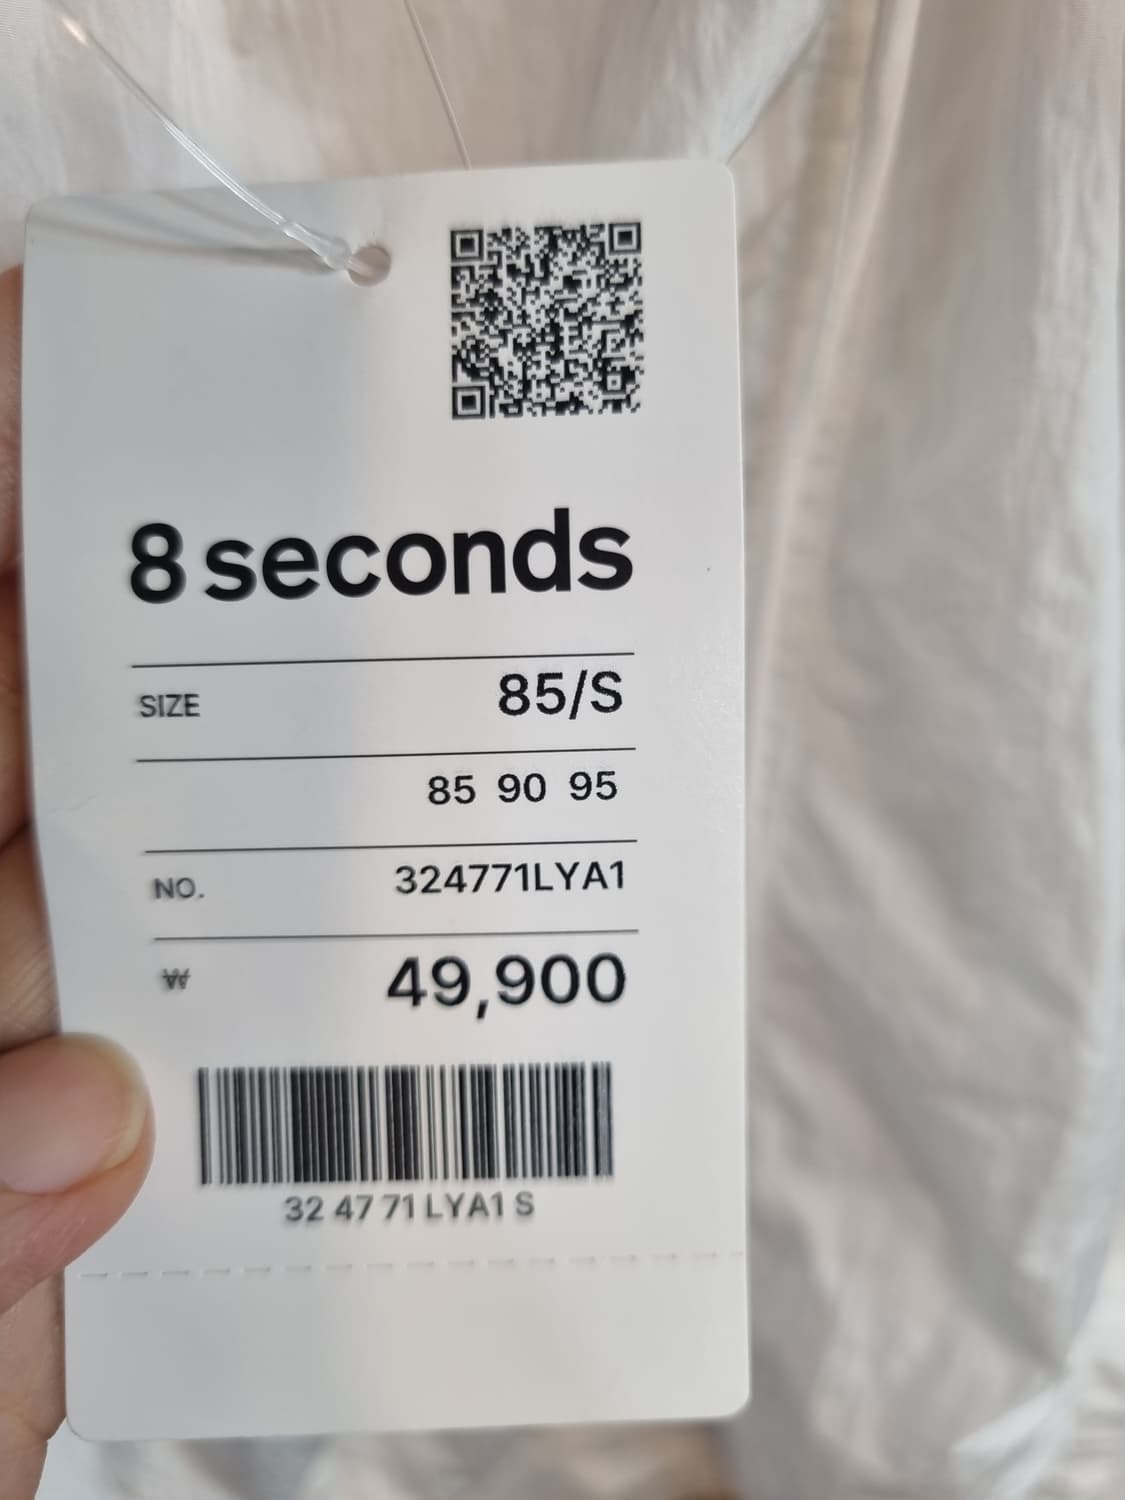 8 seconds
SIZE 85/S
85 90 95
NO. 324771LYA1
₩ 49,900
32 47 71 LYA1 S